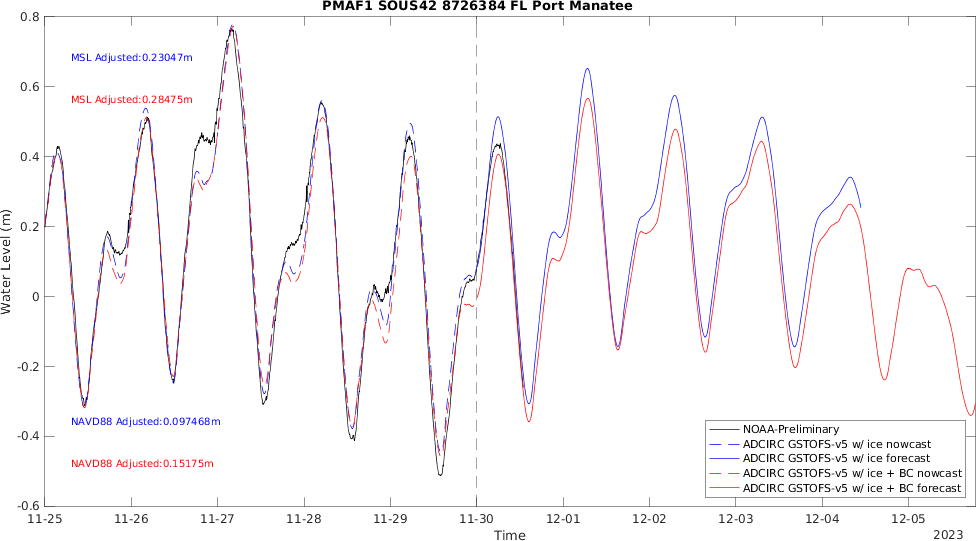 PMAF1 SOUS42 8726384 FL Port Manatee
0.8
0.6
0.4
0.2
0
-0.2
-0.4
-0.6
Water Level (m)
MSL Adjusted:0.23047m
MSL Adjusted:0.28475m
NAVD88 Adjusted:0.097468m
NAVD88 Adjusted:0.15175m
NOAA-Preliminary
ADCIRC GSTOFS-v5 w/ ice nowcast
ADCIRC GSTOFS-v5 w/ ice forecast
ADCIRC GSTOFS-v5 w/ ice + BC nowcast
ADCIRC GSTOFS-v5 w/ ice + BC forecast
11-25 11-26 11-27 11-28 11-29 11-30 12-01 12-02 12-03 12-04 12-05
Time
2023